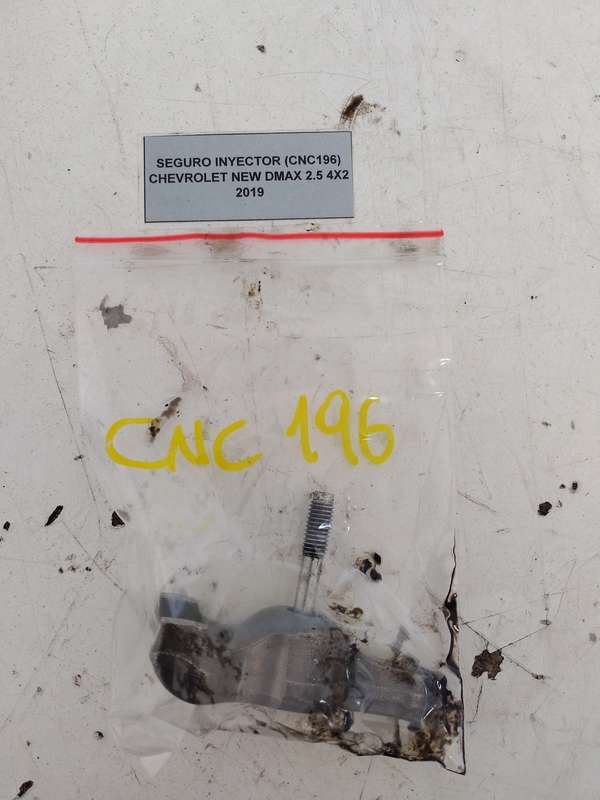 SEGURO INYECTOR (CNC196)
CHEVROLET NEW DMAX 2.5 4X2
2019
CNC 196